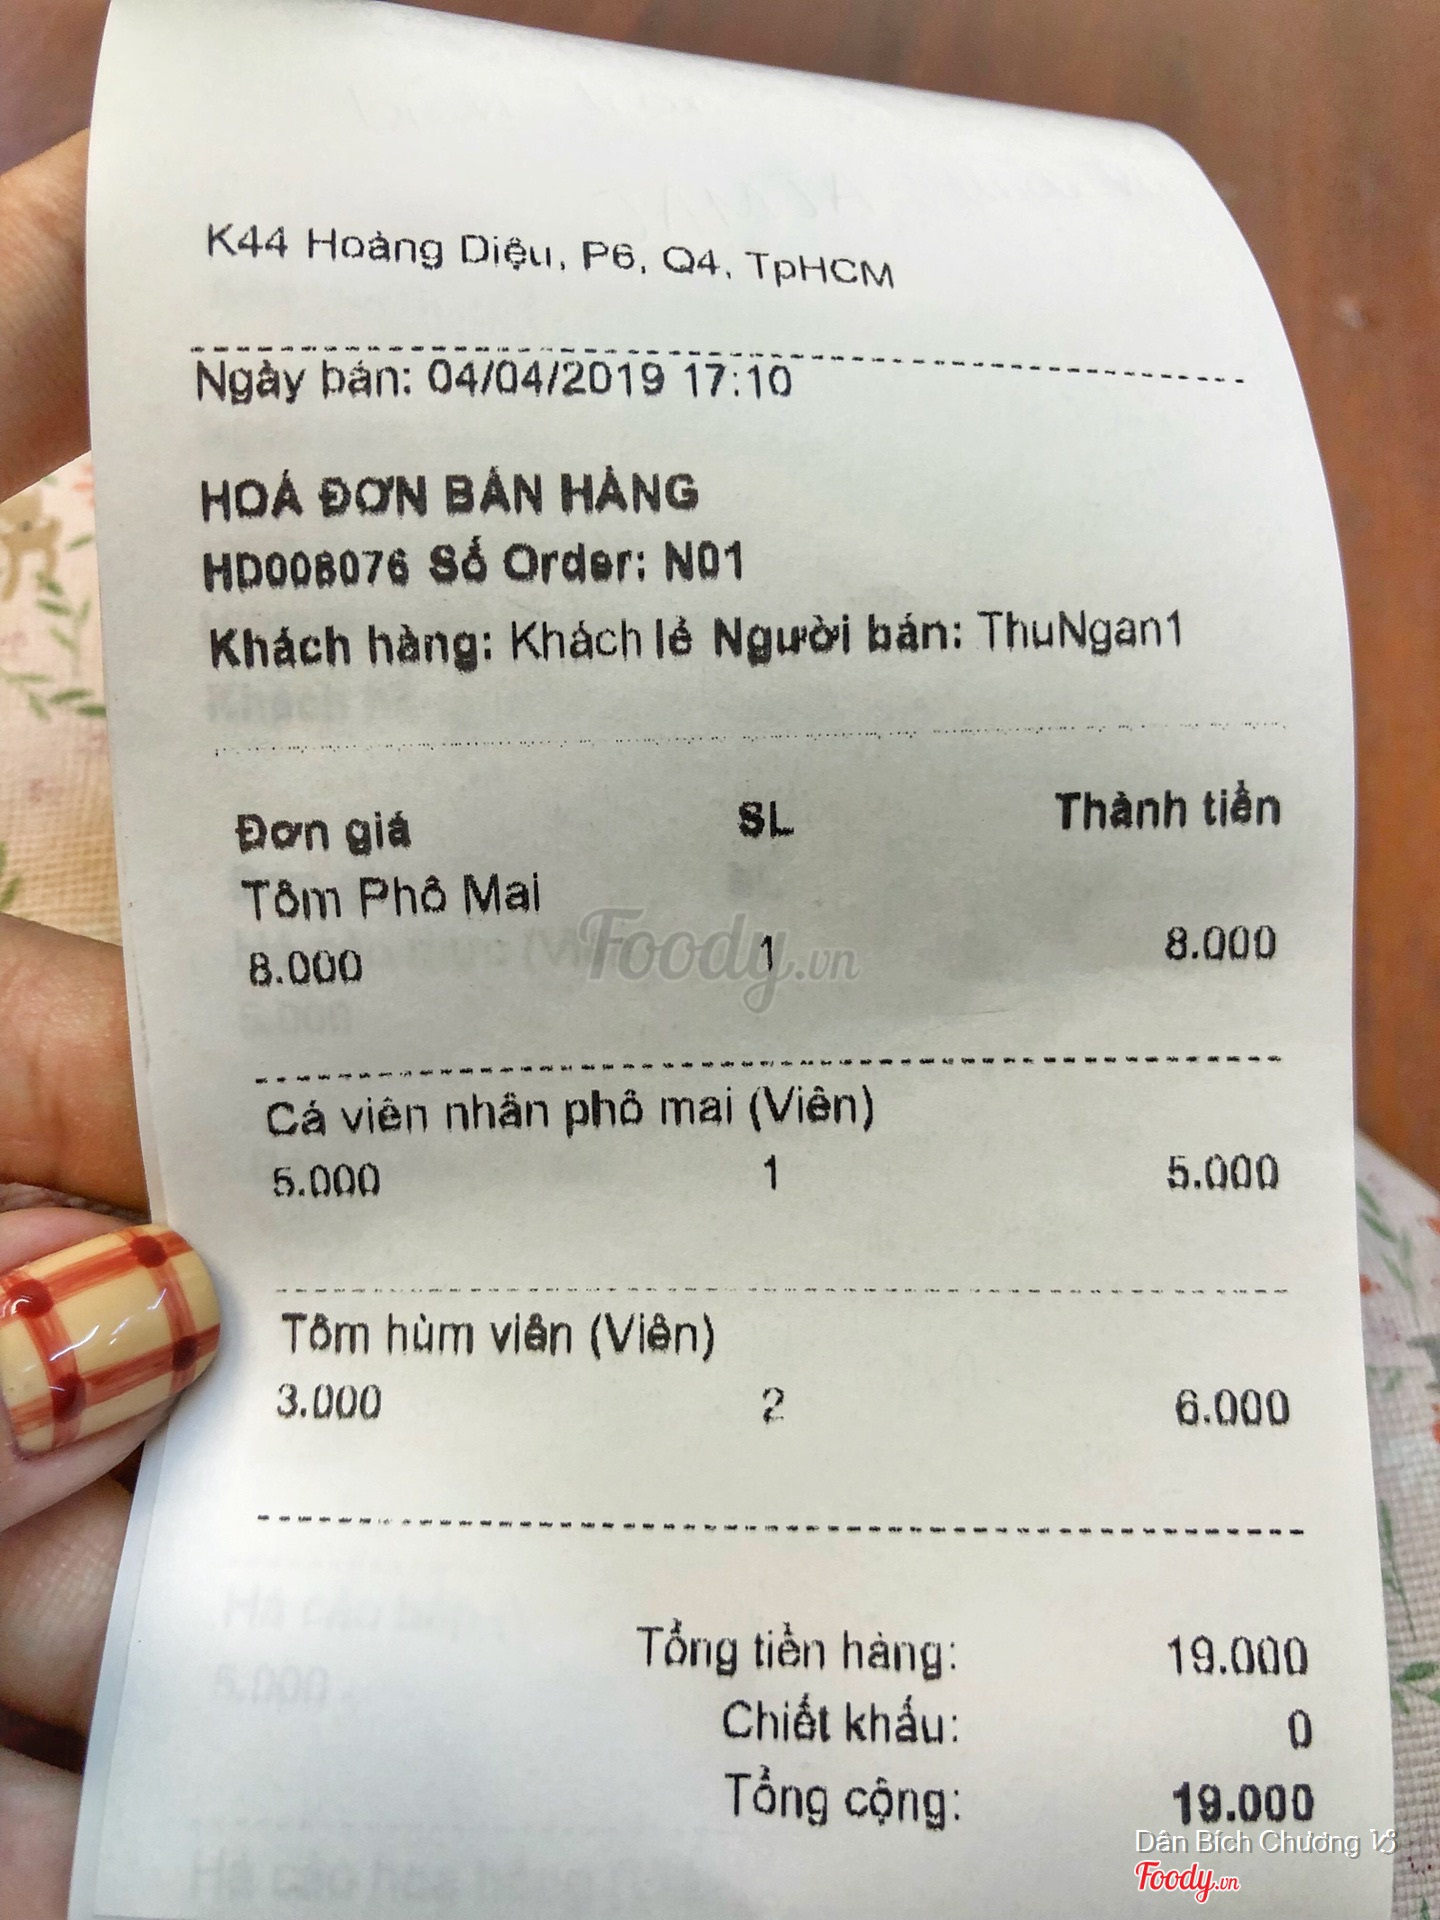 K44 Hoàng Diệu, P6, Q4, TpHCM
Ngày bán: 04/04/2019 17:10
HOÁ ĐƠN BÁN HÀNG
HD008076 Số Order: N01
Khách hàng: Khách lẻ Người bán: ThuNgan1
Đơn giá SL Thành tiền
Tôm Phô Mai
8.000 1 8.000
Foody.vn
Cá viên nhân phô mai (Viên)
5.000 1 5.000
Tôm hùm viên (Viên)
3.000 2 6.000
Tổng tiền hàng: 19.000
Chiết khấu: 0
Tổng cộng: 19.000
Dân Bích Chương
Foody.vn